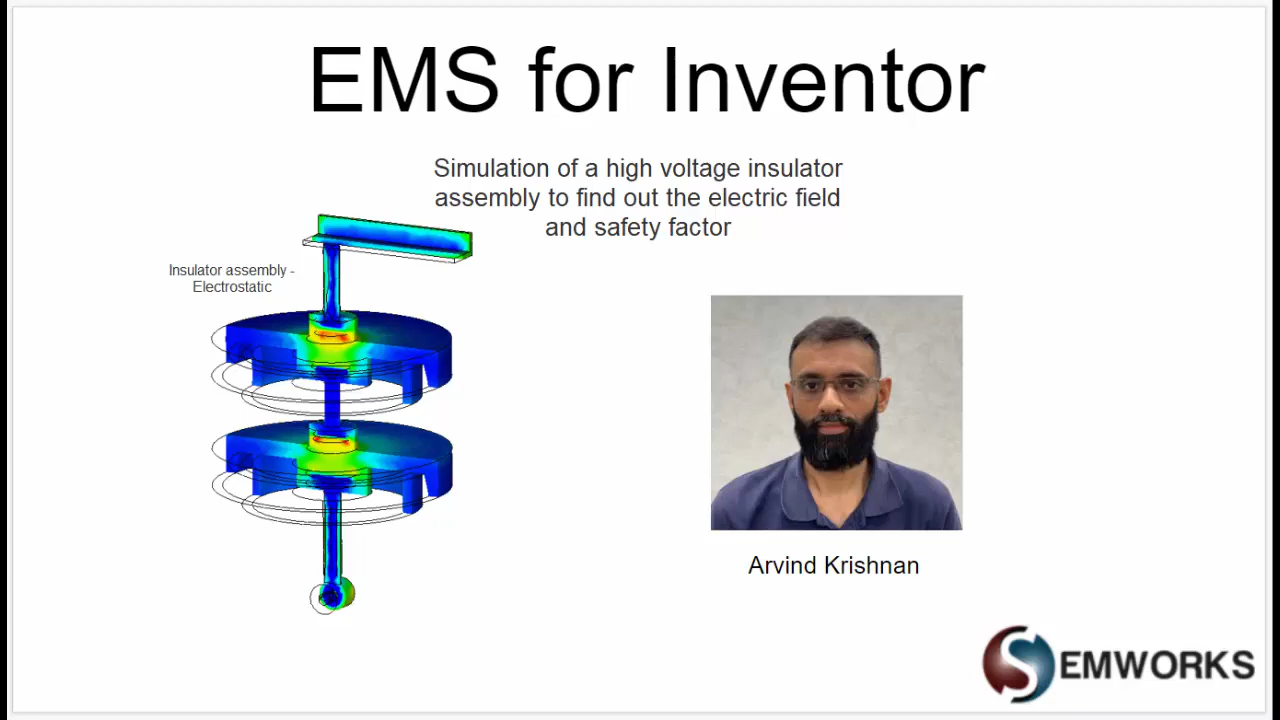 EMS for Inventor
Simulation of a high voltage insulator
assembly to find out the electric field
and safety factor
Insulator assembly -
Electrostatic
Arvind Krishnan
EMWORKS